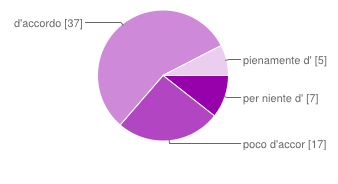 d'accordo [37]
pienamente d' [5]
per niente d' [7]
poco d'accor [17]